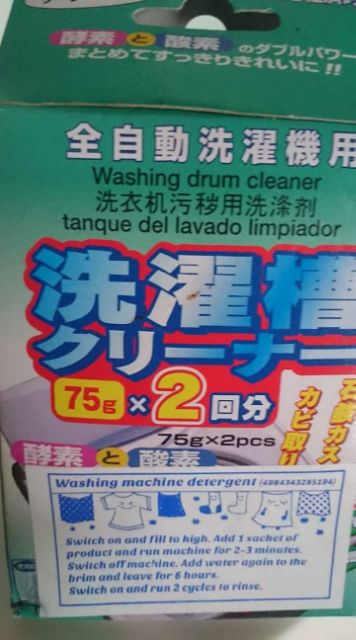 酵素と酸素のダブルパワー
まとめてすっきりきれいに!!
全自動洗濯機用
Washing drum cleaner
洗衣机污秽用洗涤剂
tanque del lavado limpiador
洗濯槽
クリーナー
75g×2回分
75g×2pcs
石鹸カス
カビ取り
酵素と酸素
Washing machine detergent (4984343285194)
Switch on and fill to high. Add 1 sachet of
product and run machine for 2-3 minutes.
Switch off machine. Add water again to the
brim and leave for 6 hours.
Switch on and run 2 cycles to rinse.